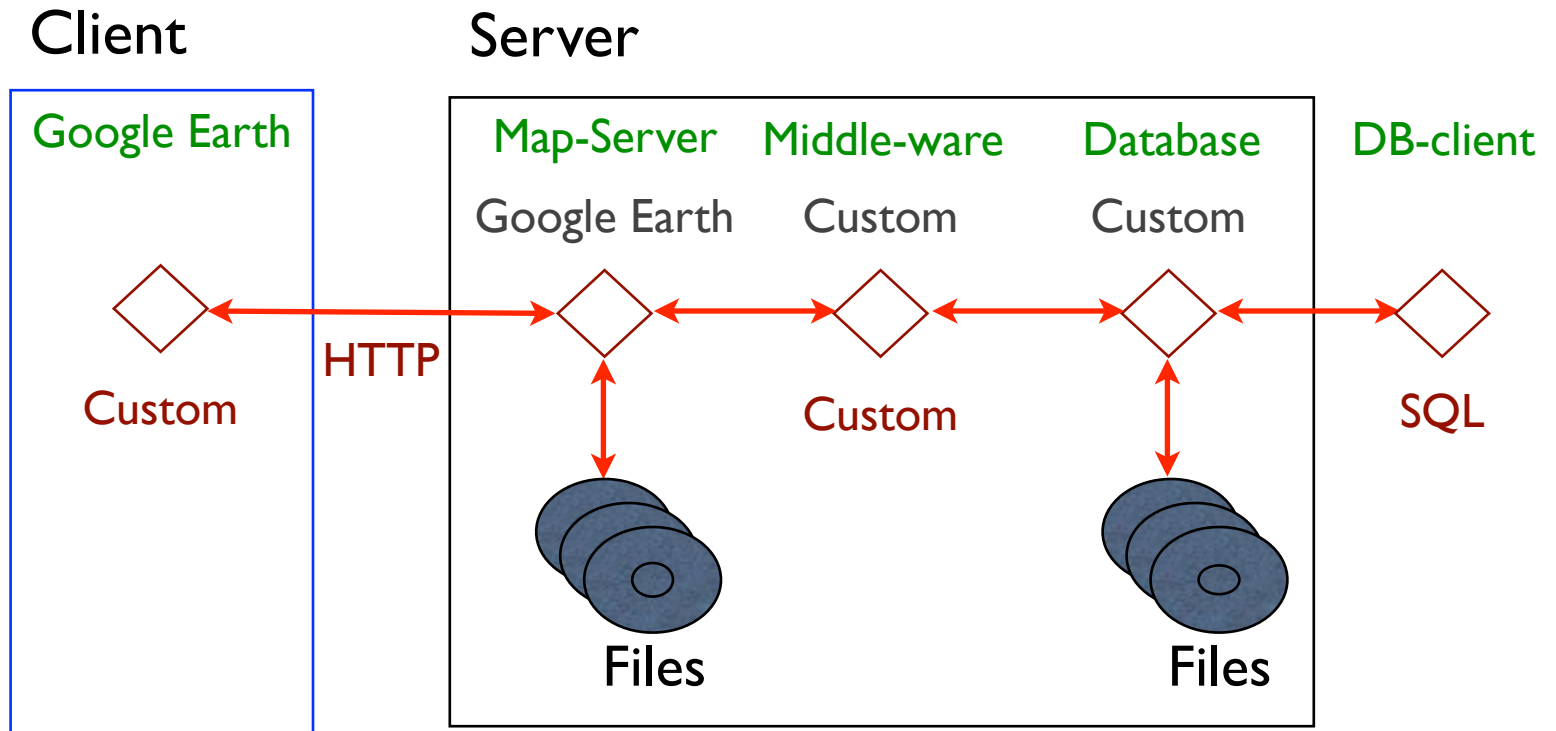 Client
Server
Google Earth
Map-Server
Middle-ware
Database
DB-client
Google Earth
Custom
Custom
HTTP
Custom
Custom
SQL
Files
Files